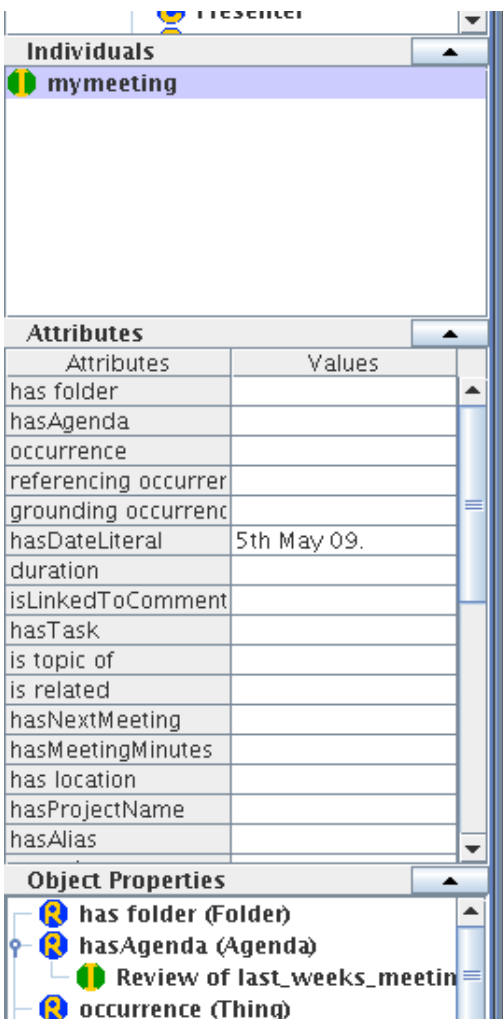 Presenter
Individuals
mymeeting
Attributes
Attributes Values
has folder
hasAgenda
occurrence
referencing occurrer
grounding occurrenc
hasDateLiteral 5th May 09.
duration
isLinkedToComment
hasTask
is topic of
is related
hasNextMeeting
hasMeetingMinutes
has location
hasProjectName
hasAlias
Object Properties
has folder (Folder)
hasAgenda (Agenda)
Review of last_weeks_meetin
occurrence (Thing)